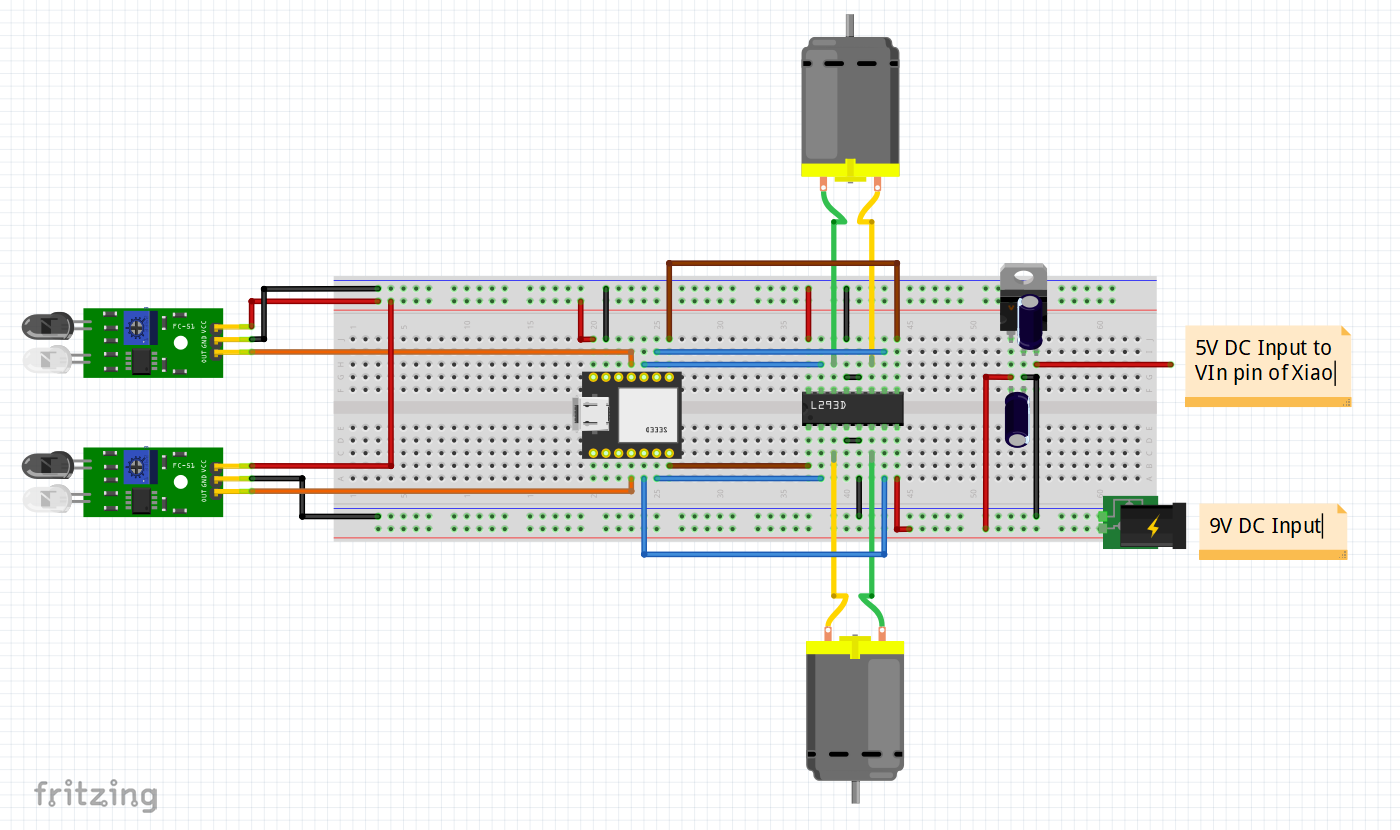 5V DC Input to
VIn pin of Xiao
FC-51
VCC
GND
OUT
L293D
SEEED
FC-51
VCC
GND
OUT
9V DC Input
fritzing